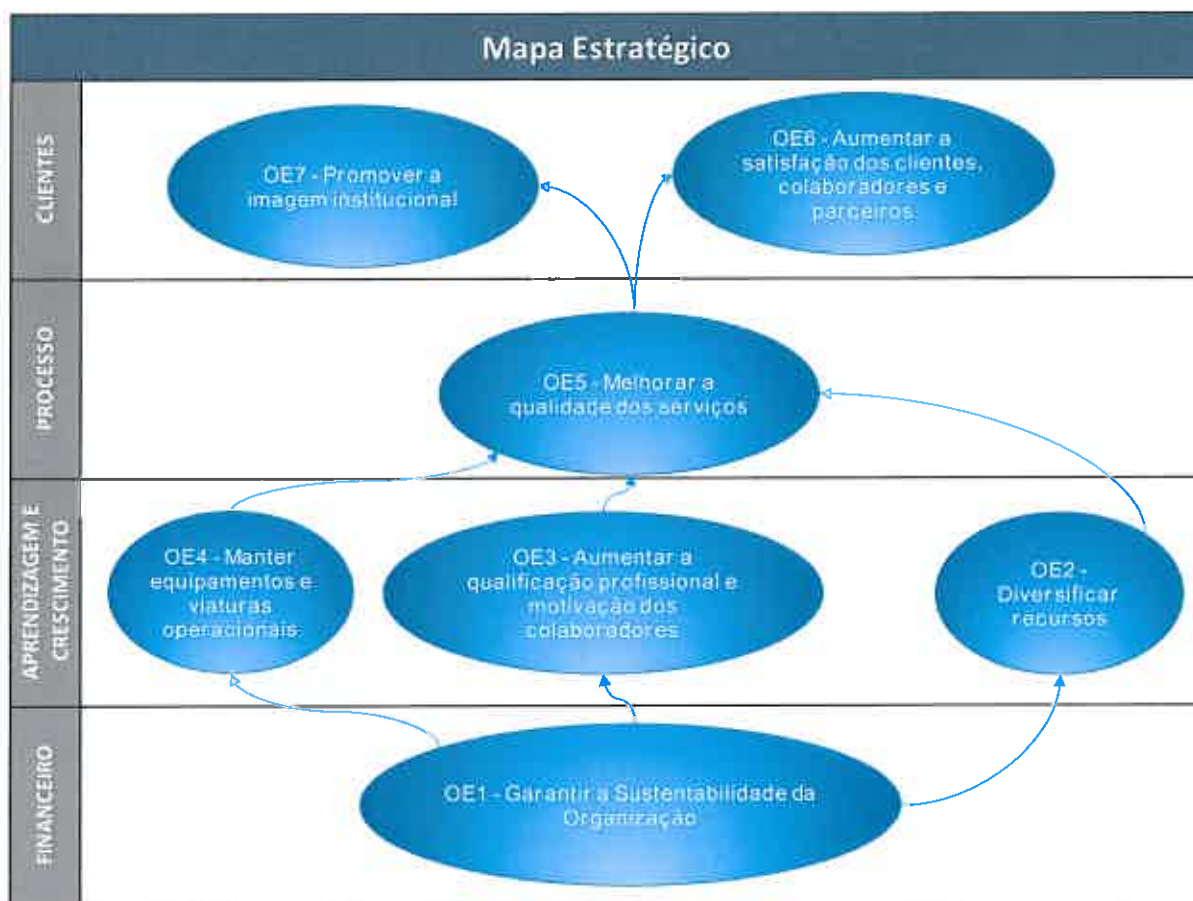 Mapa Estratégico
CLIENTES
OE7 - Promover a
imagem institucional
OE6 - Aumentar a
satisfação dos clientes,
colaboradores e
parceiros
PROCESSO
OE5 - Melhorar a
qualidade dos serviços
APRENDIZAGEM E
CRESCIMENTO
OE4 - Manter
equipamentos e
viaturas
operacionais
OE3 - Aumentar a
qualificação profissional e
motivação dos
colaboradores
OE2 -
Diversificar
recursos
FINANCEIRO
OE1 - Garantir a Sustentabilidade da
Organização